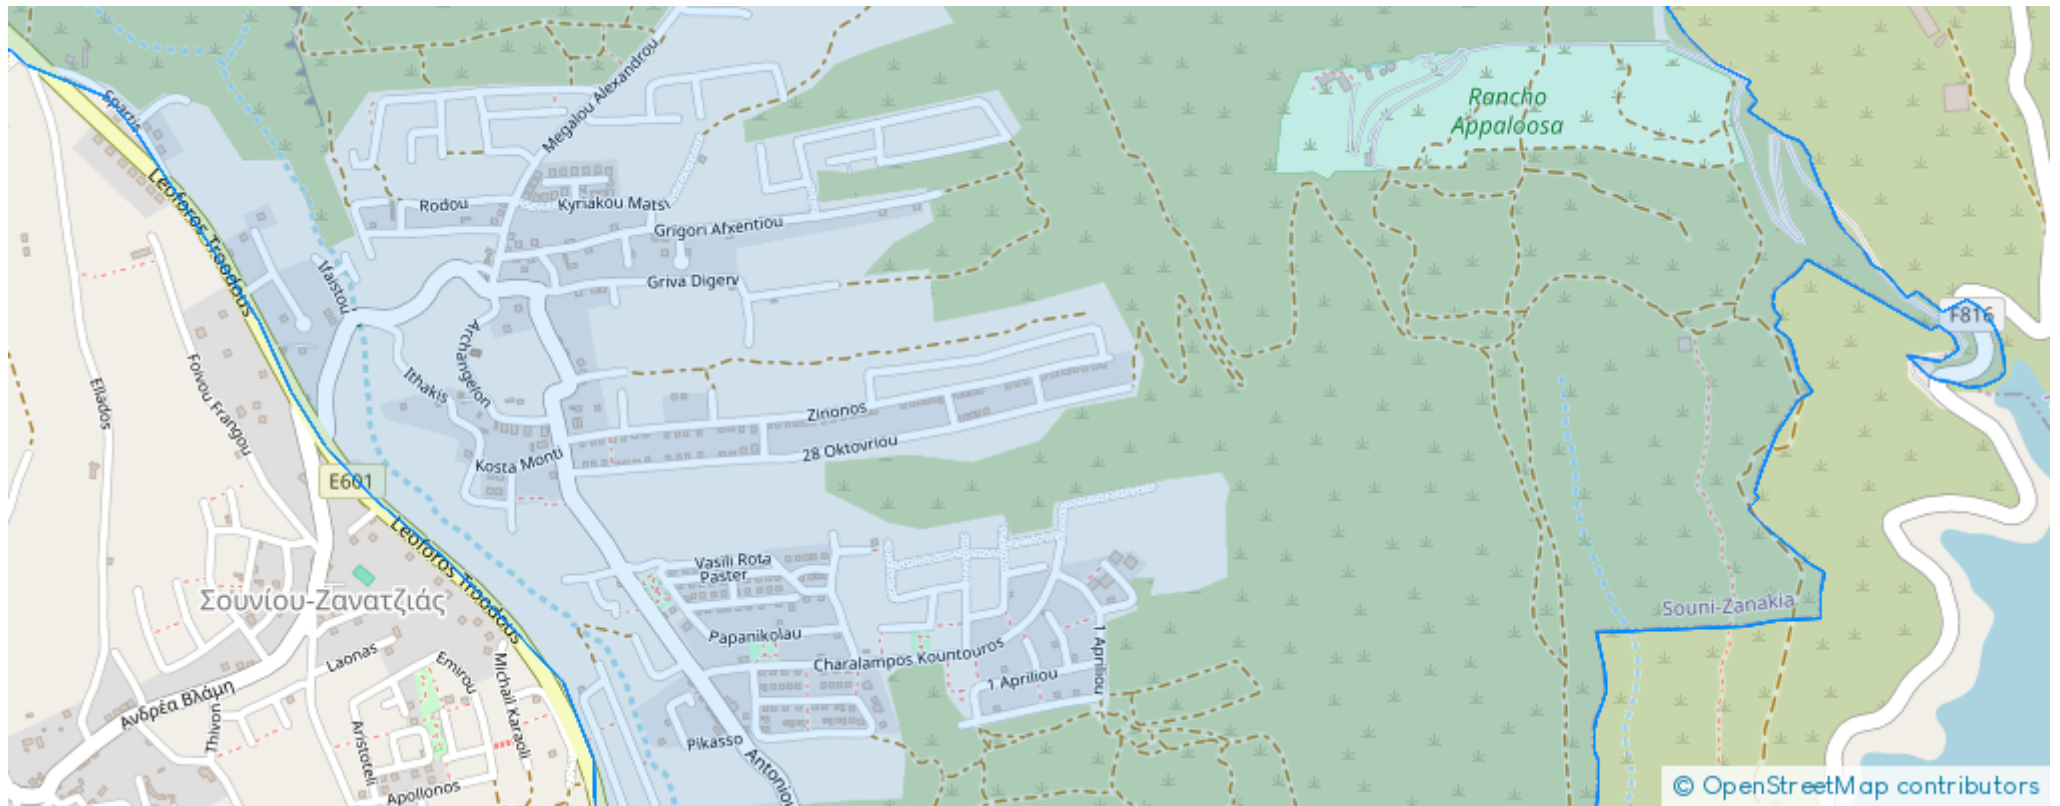 Rancho
Appaloosa
Spartis
Megalou Alexandrou
Leoforos Troodous
Rodou
Kyriakou Mats
Grigori Afxentiou
Griva Digeni
Ifaistou
F816
Archangelon
Ithakis
Foivou Frangou
Ellados
Zinonos
28 Oktovriou
Kosta Monti
E601
Leoforos Troodous
Vasili Rota
Paster
Σουνίου-Ζανατζιάς
Souni-Zanakia
Papanikolau
Charalampos Kountouros
1 Apriliou
1 Apriliou
Laonas
Emirou
Michail Karaoli
Ανδρέα Βλάμη
Thivon
Aristoteli
Pikasso
Antoniou
Apollonos
© OpenStreetMap contributors